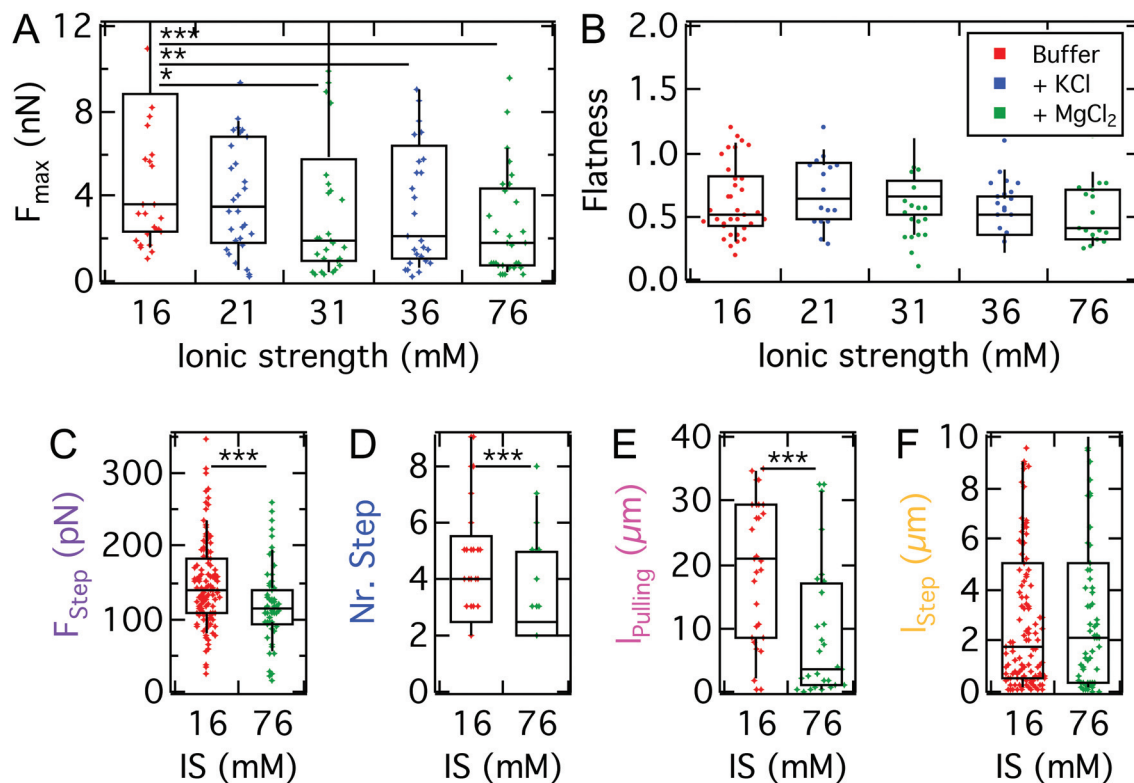 A
F_max (nN)
12
8
4
0
***
**
*
16 21 31 36 76
Ionic strength (mM)
B
Flatness
2.0
1.5
1.0
0.5
0.0
Buffer
+ KCl
+ MgCl₂
16 21 31 36 76
Ionic strength (mM)
C
F_Step (pN)
300
200
100
0
***
16 76
IS (mM)
D
Nr. Step
8
6
4
2
0
***
16 76
IS (mM)
E
l_Pulling (µm)
40
30
20
10
0
***
16 76
IS (mM)
F
l_Step (µm)
10
8
6
4
2
0
16 76
IS (mM)